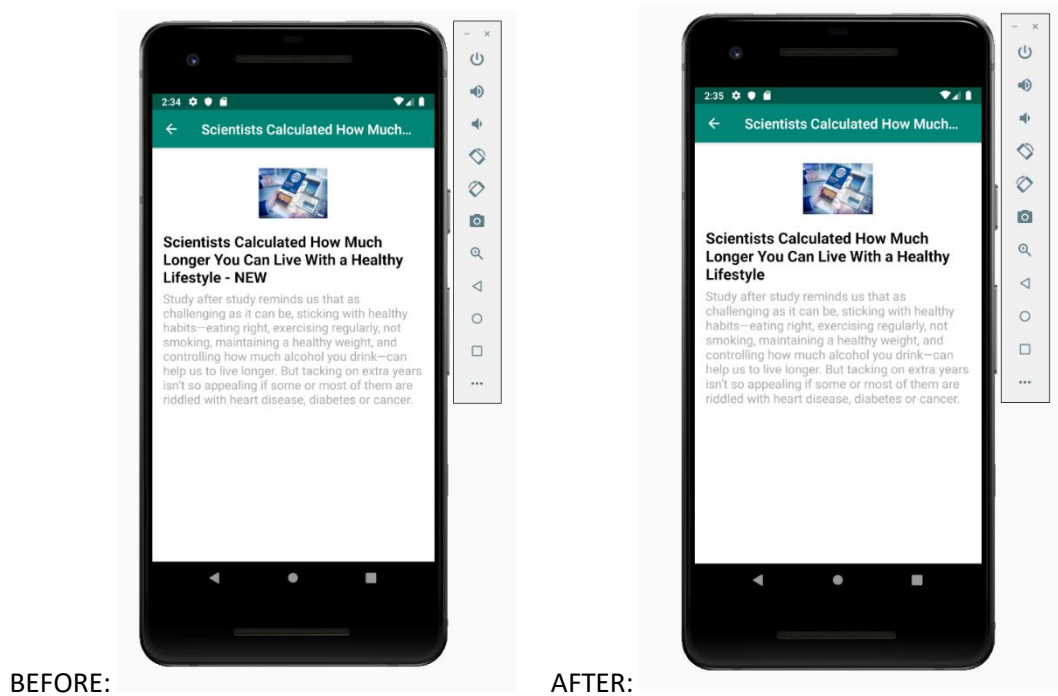 2:34
Scientists Calculated How Much...
Scientists Calculated How Much
Longer You Can Live With a Healthy
Lifestyle - NEW
Study after study reminds us that as
challenging as it can be, sticking with healthy
habits—eating right, exercising regularly, not
smoking, maintaining a healthy weight, and
controlling how much alcohol you drink—can
help us to live longer. But tacking on extra years
isn't so appealing if some or most of them are
riddled with heart disease, diabetes or cancer.
BEFORE:
2:35
Scientists Calculated How Much...
Scientists Calculated How Much
Longer You Can Live With a Healthy
Lifestyle
Study after study reminds us that as
challenging as it can be, sticking with healthy
habits—eating right, exercising regularly, not
smoking, maintaining a healthy weight, and
controlling how much alcohol you drink—can
help us to live longer. But tacking on extra years
isn't so appealing if some or most of them are
riddled with heart disease, diabetes or cancer.
AFTER: